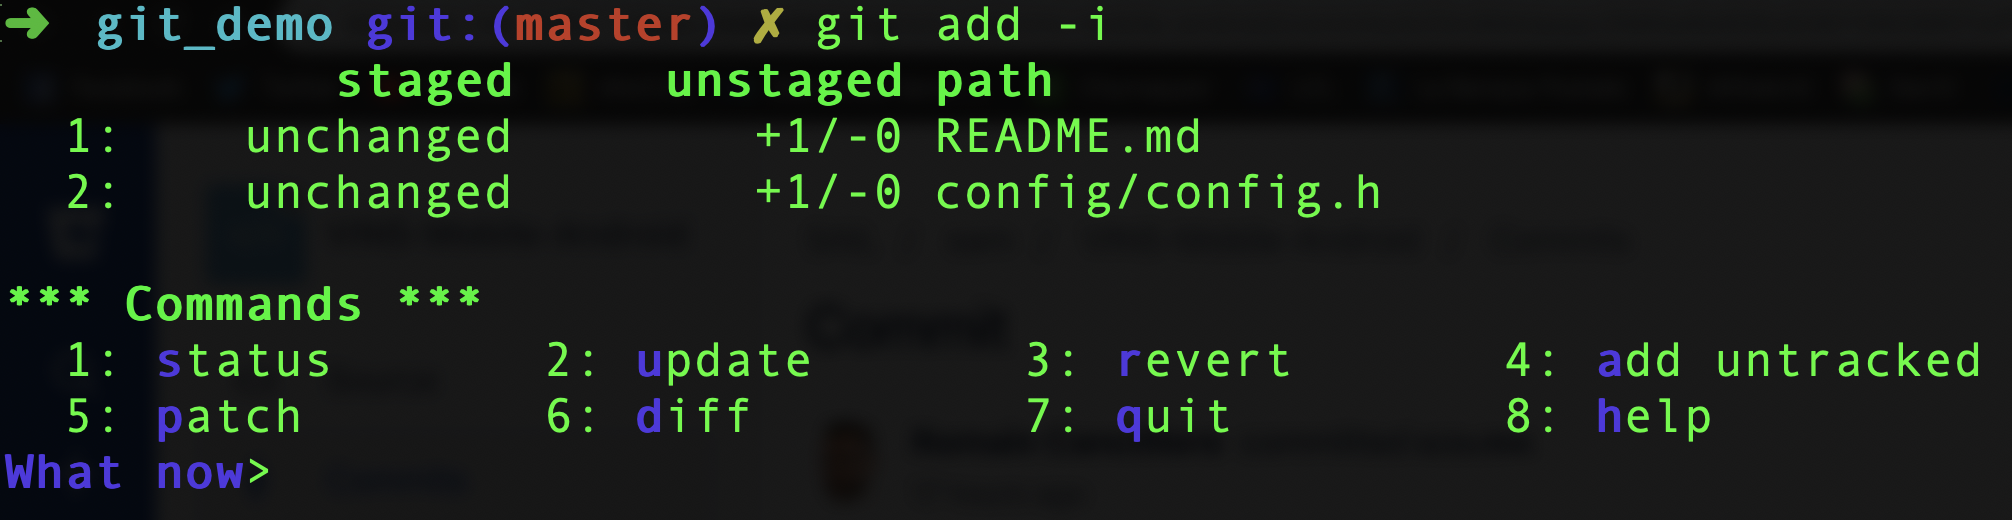 ➜ git_demo git:(master) ✗ git add -i
staged unstaged path
1: unchanged +1/-0 README.md
2: unchanged +1/-0 config/config.h
*** Commands ***
1: status 2: update 3: revert 4: add untracked
5: patch 6: diff 7: quit 8: help
What now>
Commit